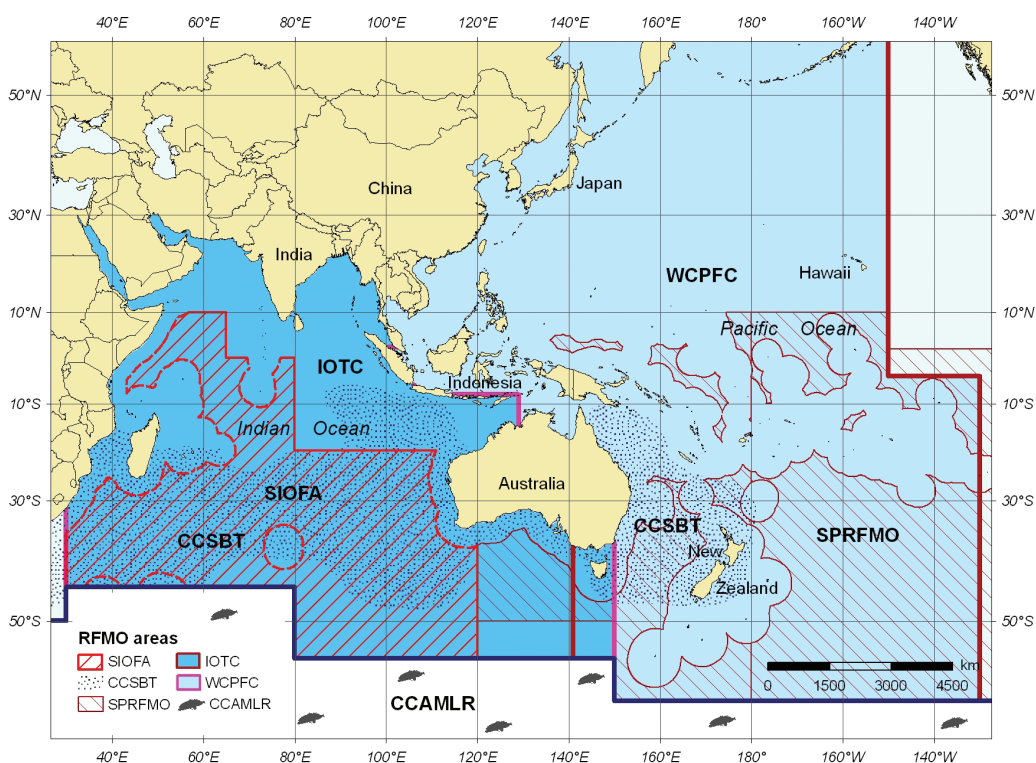 40°E 60°E 80°E 100°E 120°E 140°E 160°E 180° 160°W 140°W
50°N 50°N
China
Japan
30°N 30°N
India
WCPFC Hawaii
10°N 10°N
Pacific Ocean
IOTC
Indonesia
10°S 10°S
Indian Ocean
Australia
SIOFA
30°S 30°S
CCSBT
CCSBT SPRFMO
New
Zealand
50°S 50°S
RFMO areas
SIOFA IOTC
CCSBT WCPFC
SPRFMO CCAMLR
CCAMLR
km
0 1500 3000 4500
40°E 60°E 80°E 100°E 120°E 140°E 160°E 180° 160°W 140°W